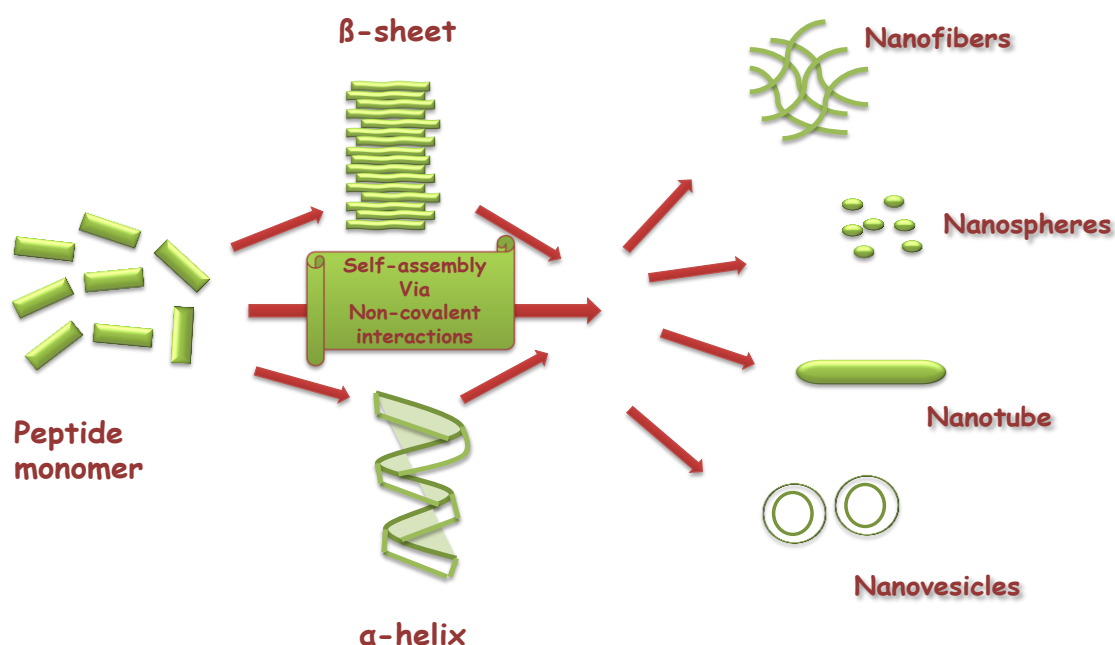 ß-sheet
Nanofibers
Nanospheres
Self-assembly
Via
Non-covalent
interactions
Peptide
monomer
Nanotube
Nanovesicles
α-helix